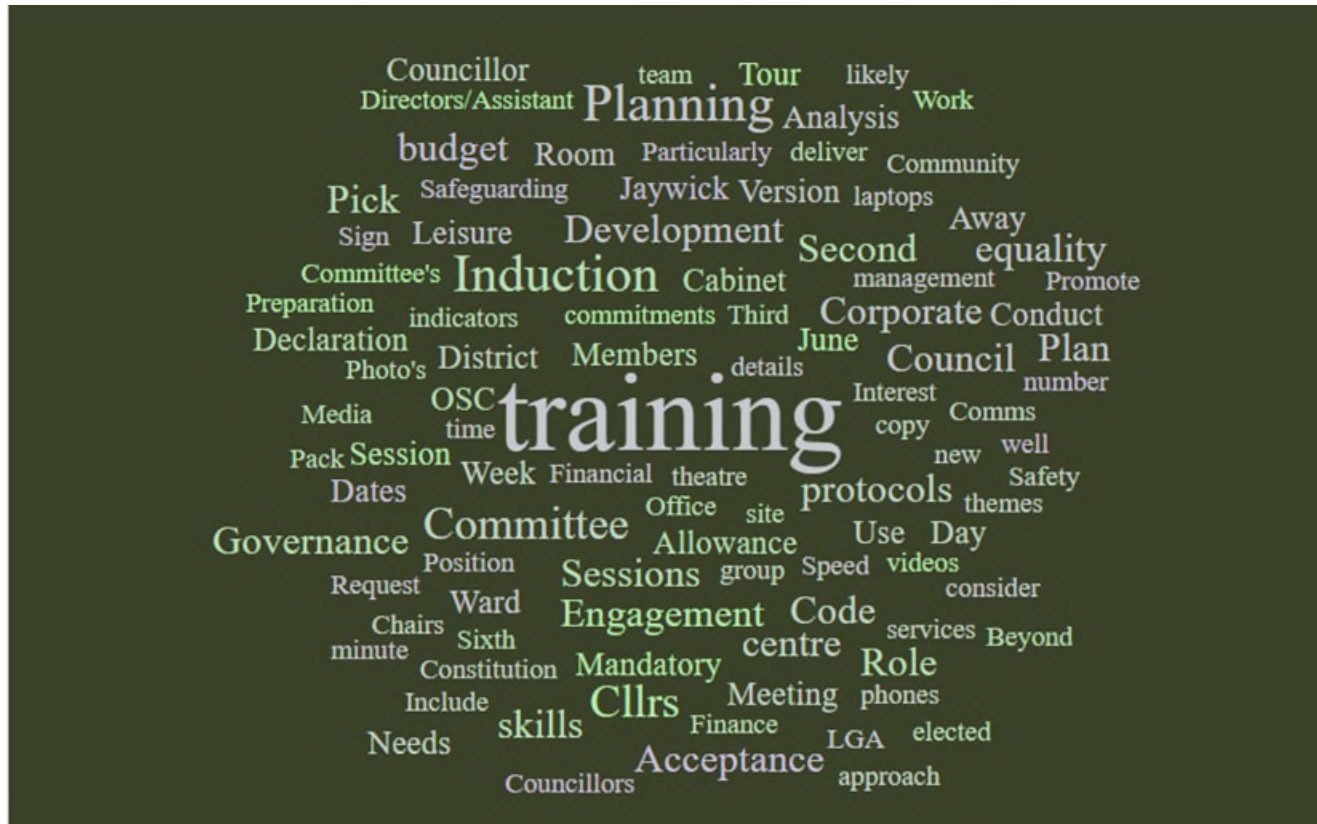 Councillor team Tour likely
Directors/Assistant Planning Analysis Work
budget Room Particularly deliver Community
Pick Safeguarding Jaywick Version laptops
Sign Leisure Development Second Away equality
Committee's Induction Cabinet management Promote
Preparation indicators commitments Third Corporate Conduct
Declaration District Members June Council Plan
Photo's details number
Media OSC training Interest Comms
time copy well
Pack Session Week Financial theatre new Safety
Dates protocols themes
Governance Committee Office site Use Day
Allowance
Request Position Sessions group Speed videos consider
Ward Engagement Code services Beyond
Chairs Sixth
minute Constitution Mandatory centre Role
Include Cllrs Meeting phones
Needs skills Finance LGA elected
Councillors Acceptance approach